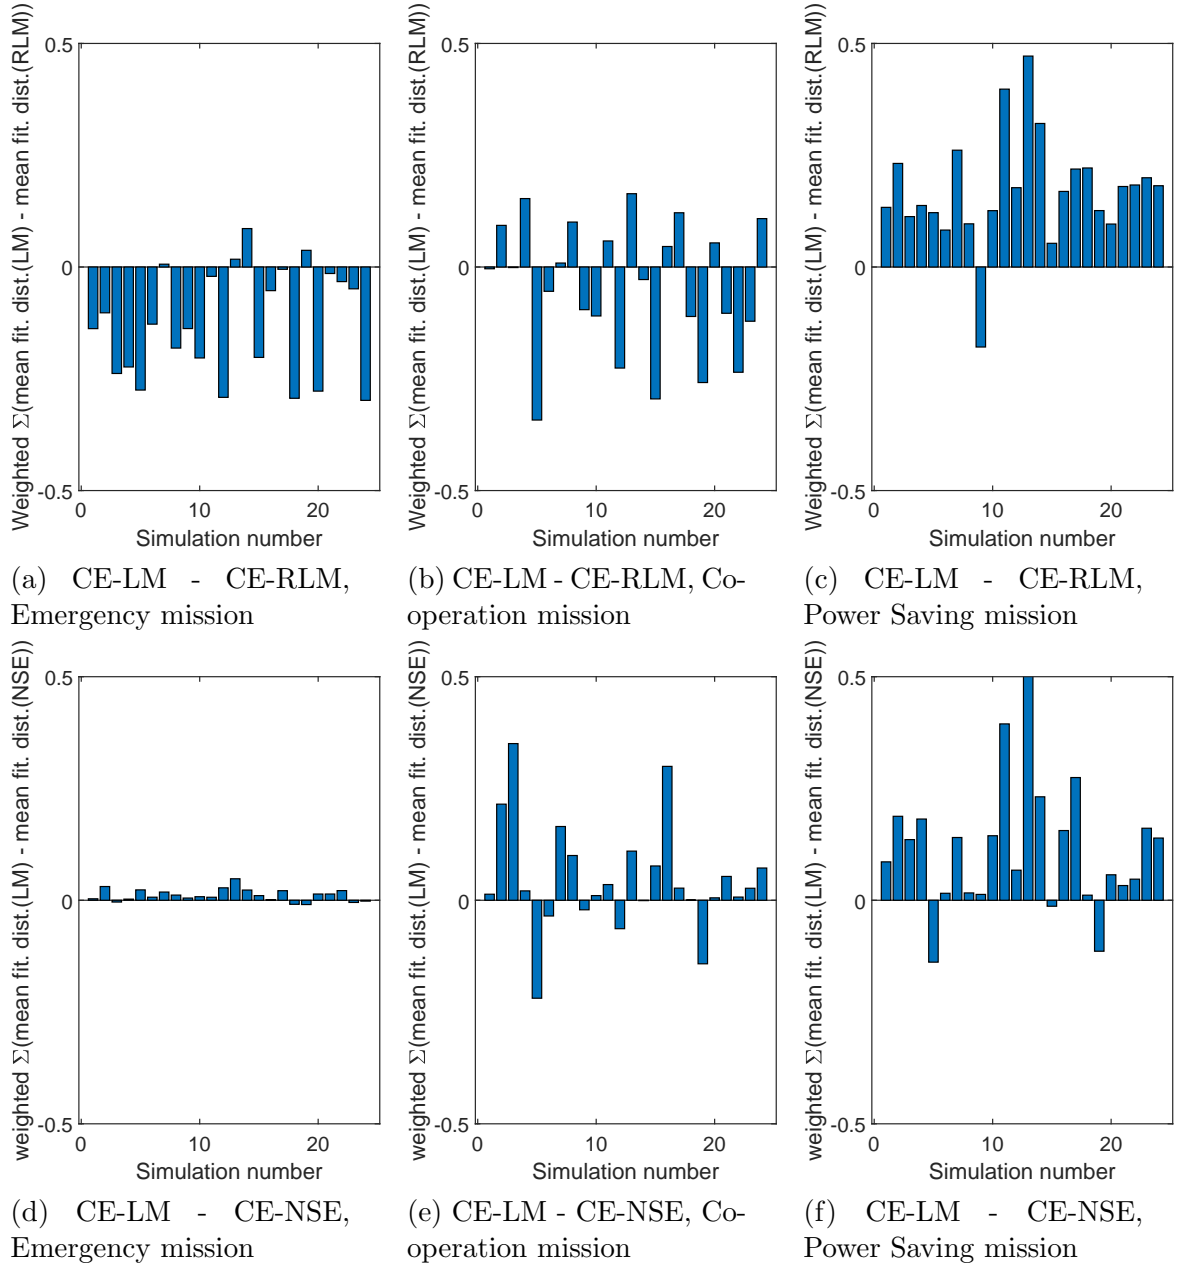 Weighted Σ(mean fit. dist.(LM) - mean fit. dist.(RLM))
0.5
0
-0.5
0
10
20
Simulation number
(a) CE-LM - CE-RLM,
Emergency mission
Weighted Σ(mean fit. dist.(LM) - mean fit. dist.(RLM))
0.5
0
-0.5
0
10
20
Simulation number
(b) CE-LM - CE-RLM, Co-
operation mission
Weighted Σ(mean fit. dist.(LM) - mean fit. dist.(RLM))
0.5
0
-0.5
0
10
20
Simulation number
(c) CE-LM - CE-RLM,
Power Saving mission
weighted Σ(mean fit. dist.(LM) - mean fit. dist.(NSE))
0.5
0
-0.5
0
10
20
Simulation number
(d) CE-LM - CE-NSE,
Emergency mission
weighted Σ(mean fit. dist.(LM) - mean fit. dist.(NSE))
0.5
0
-0.5
0
10
20
Simulation number
(e) CE-LM - CE-NSE, Co-
operation mission
weighted Σ(mean fit. dist.(LM) - mean fit. dist.(NSE))
0.5
0
-0.5
0
10
20
Simulation number
(f) CE-LM - CE-NSE,
Power Saving mission